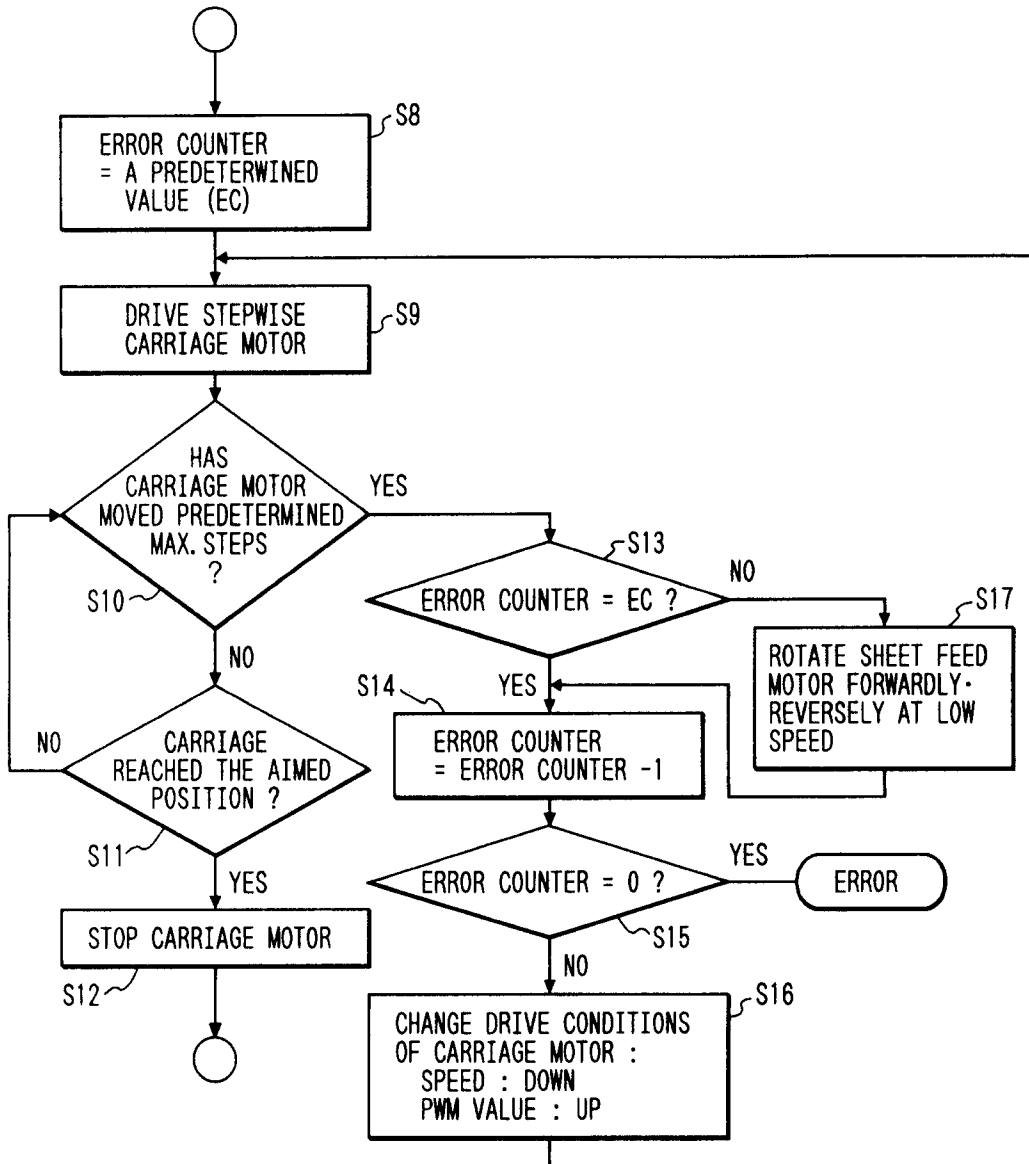 S8
ERROR COUNTER
= A PREDETERWINED
VALUE (EC)
DRIVE STEPWISE
CARRIAGE MOTOR
S9
HAS
CARRIAGE MOTOR
MOVED PREDETERMINED
MAX. STEPS
?
YES
S10
NO
S13
ERROR COUNTER = EC ?
NO
S17
ROTATE SHEET FEED
MOTOR FORWARDLY·
REVERSELY AT LOW
SPEED
YES
S14
ERROR COUNTER
= ERROR COUNTER -1
NO
CARRIAGE
REACHED THE AIMED
POSITION ?
S11
YES
ERROR COUNTER = 0 ?
YES
ERROR
S15
STOP CARRIAGE MOTOR
S12
NO
S16
CHANGE DRIVE CONDITIONS
OF CARRIAGE MOTOR :
SPEED : DOWN
PWM VALUE : UP